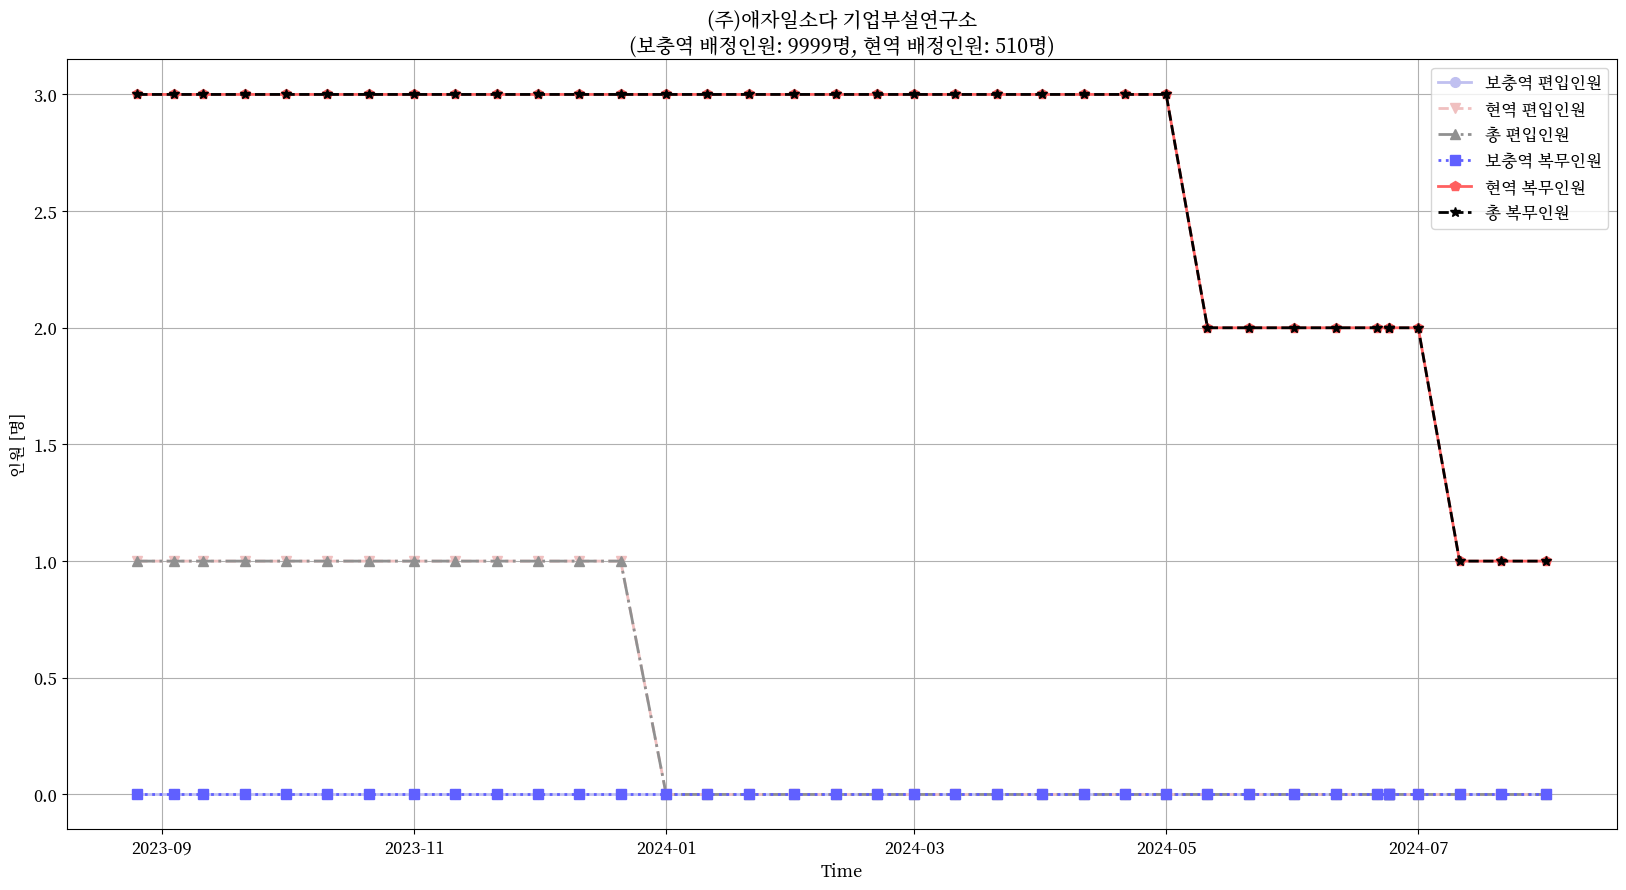 (주)애자일소다 기업부설연구소
(보충역 배정인원: 9999명, 현역 배정인원: 510명)
보충역 편입인원
현역 편입인원
총 편입인원
보충역 복무인원
현역 복무인원
총 복무인원
인원 [명]
3.0
2.5
2.0
1.5
1.0
0.5
0.0
2023-09
2023-11
2024-01
2024-03
2024-05
2024-07
Time